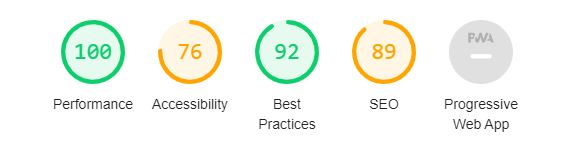 100 76 92 89 PWA
Performance Accessibility Best SEO Progressive
Practices Web App